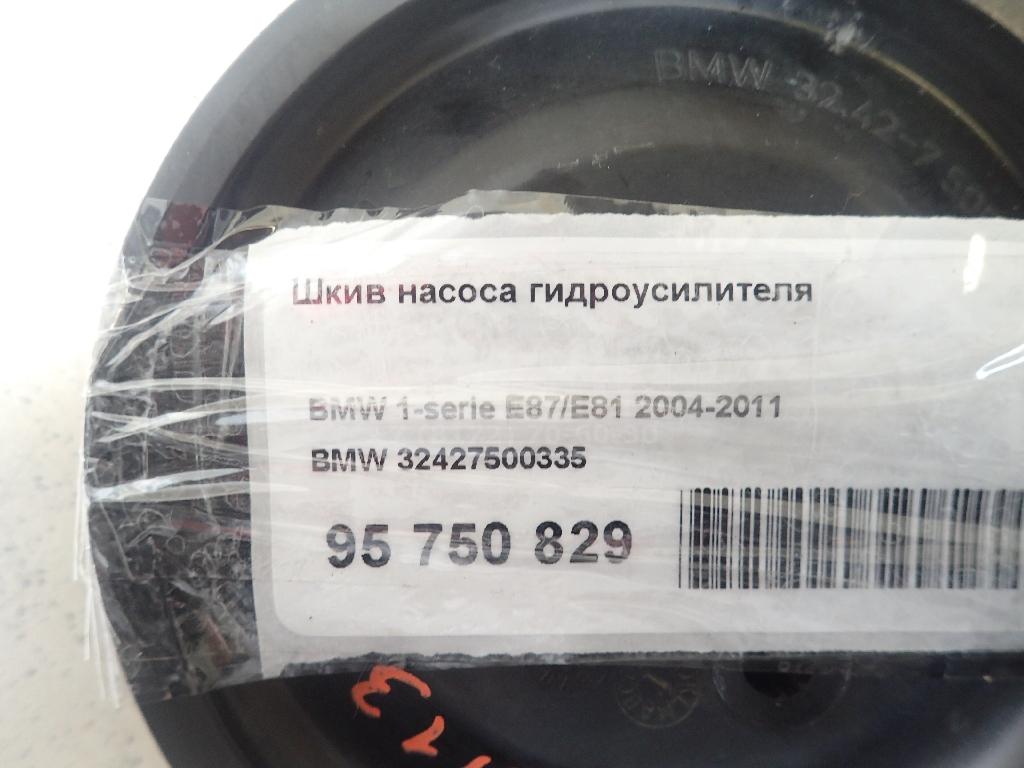 BMW 32.42-7
Шкив насоса гидроусилителя
BMW 1-serie E87/E81 2004-2011
BMW 32427500335
95 750 829